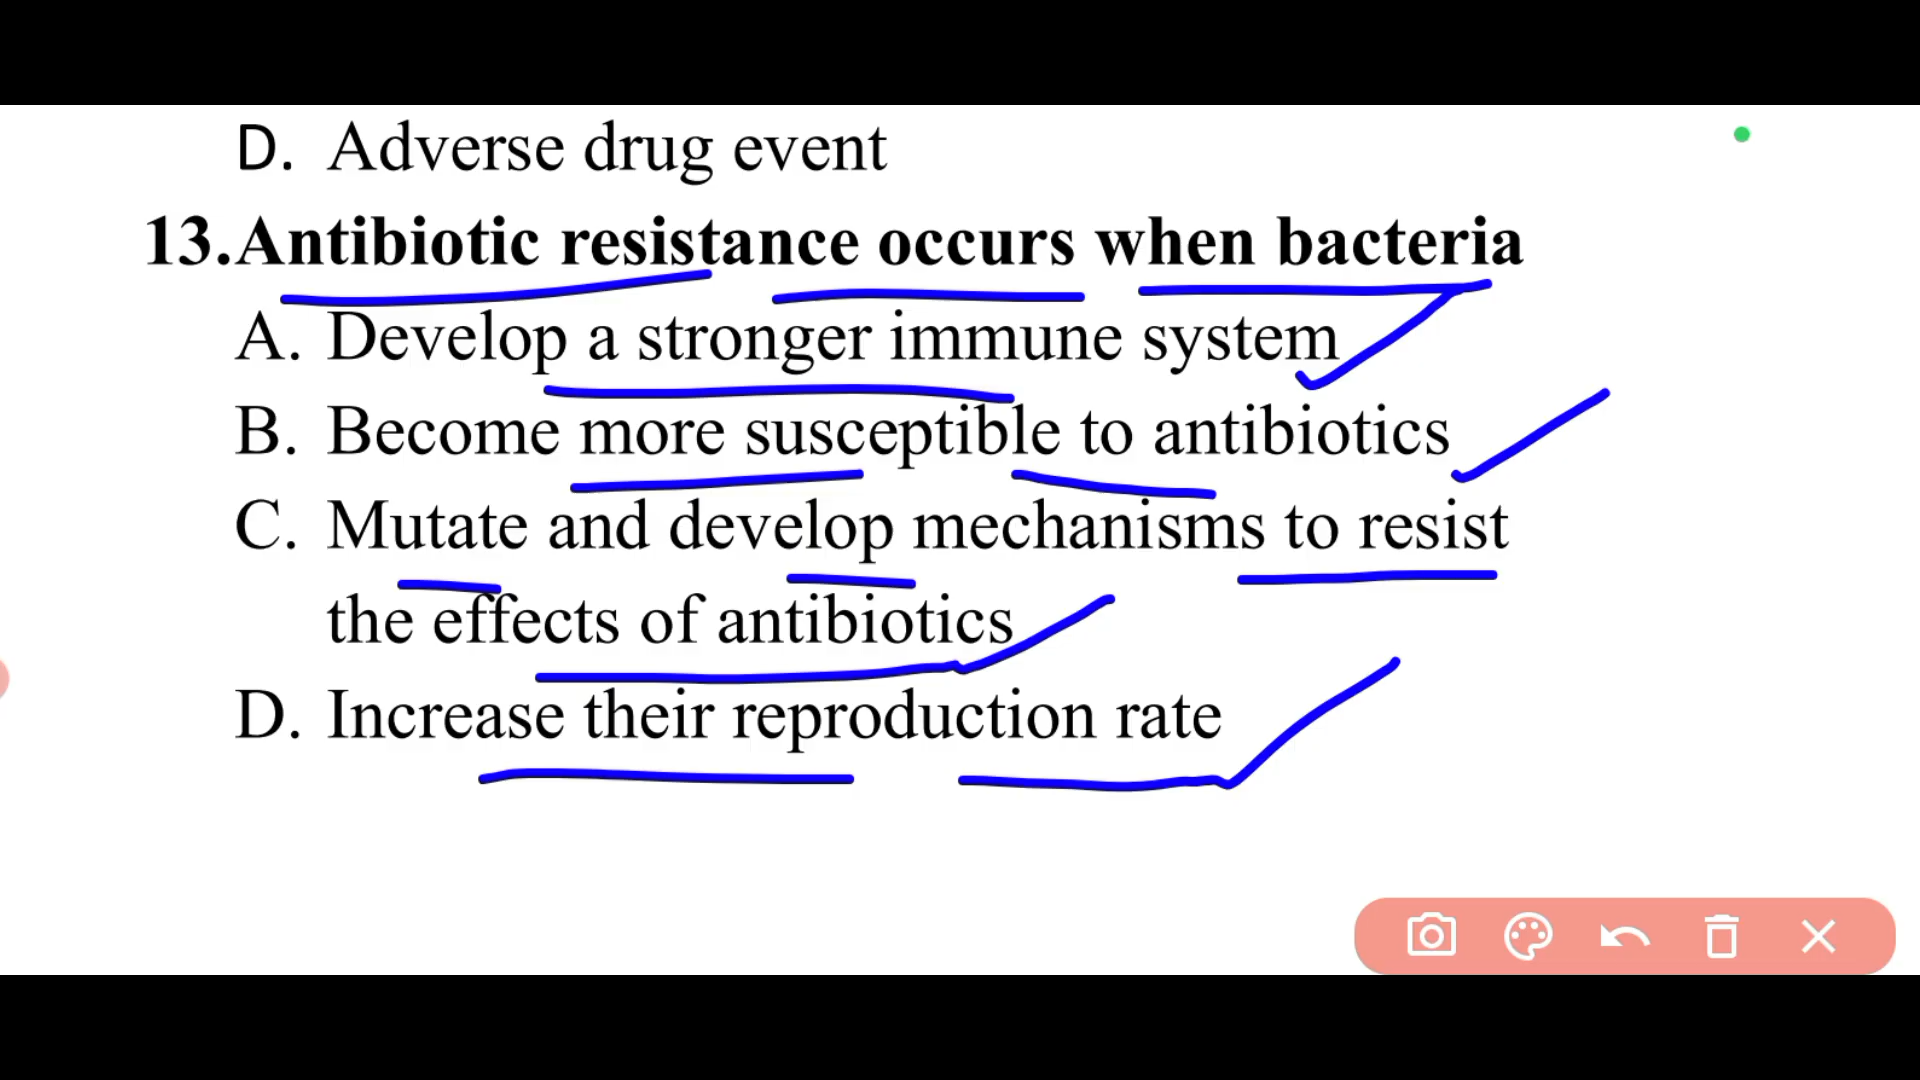 D. Adverse drug event
13.Antibiotic resistance occurs when bacteria
A. Develop a stronger immune system
B. Become more susceptible to antibiotics
C. Mutate and develop mechanisms to resist
the effects of antibiotics
D. Increase their reproduction rate